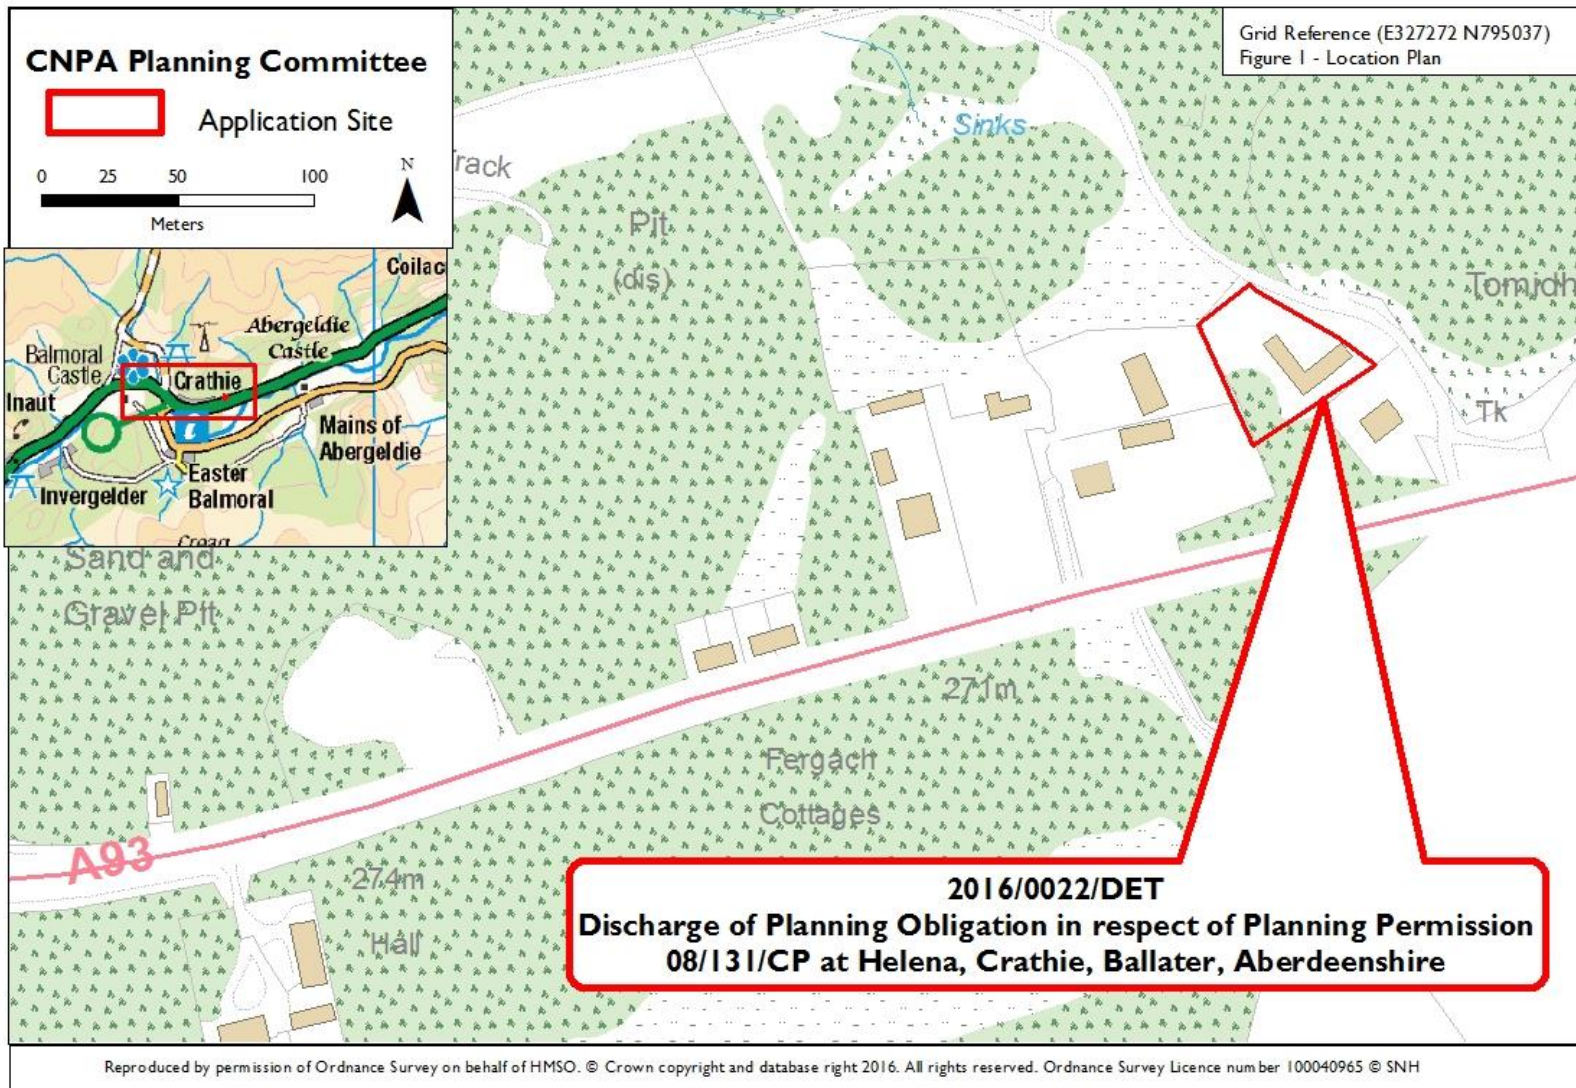 CNPA Planning Committee
Application Site
0 25 50 100
Meters
N
Grid Reference (E327272 N795037)
Figure 1 - Location Plan
Coilac
Abergeldie
Castle
Balmoral
Castle
Crathie
Inaut
i
Mains of
Abergeldie
Easter
Balmoral
Invergelder
Creag
rack
Pit
(dis)
Sinks
Tomidh
Tk
Sand and
Gravel Pit
271m
Fergach
Cottages
A93
274m
Hall
2016/0022/DET
Discharge of Planning Obligation in respect of Planning Permission
08/131/CP at Helena, Crathie, Ballater, Aberdeenshire
Reproduced by permission of Ordnance Survey on behalf of HMSO. © Crown copyright and database right 2016. All rights reserved. Ordnance Survey Licence number 100040965 © SNH